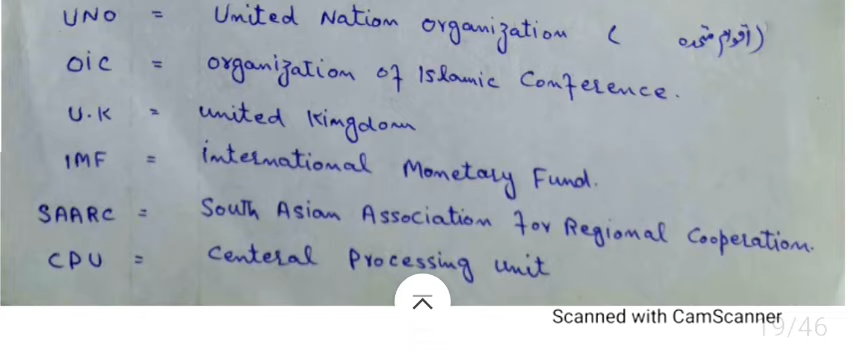 UNO = United Nation organization ( اقوام متحدہ)
OIC = organization of Islamic Conference.
U.K = united Kingdom
IMF = international Monetary Fund.
SAARC = South Asian Association for Regional Cooperation.
CPU = Centeral Processing unit
Scanned with CamScanner
19/46